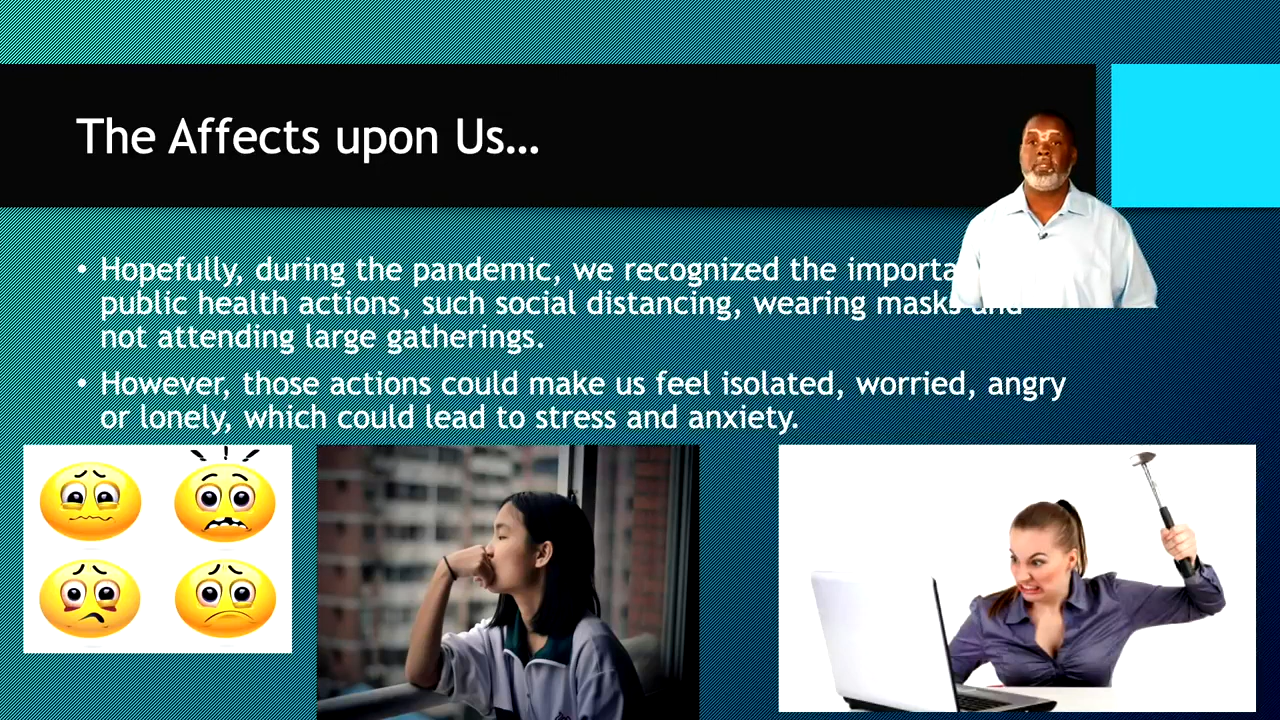 The Affects upon Us...
• Hopefully, during the pandemic, we recognized the
public health actions, such social distancing, wearing masks and
not attending large gatherings.
• However, those actions could make us feel isolated, worried, angry
or lonely, which could lead to stress and anxiety.